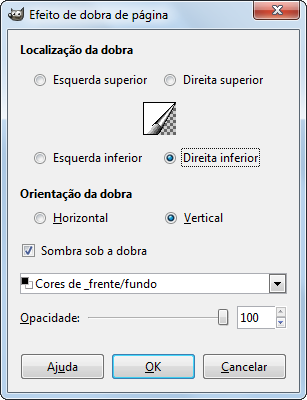 Efeito de dobra de página
Localização da dobra
Esquerda superior Direita superior
Esquerda inferior Direita inferior
Orientação da dobra
Horizontal Vertical
Sombra sob a dobra
Cores de _frente/fundo
Opacidade: 100
Ajuda OK Cancelar